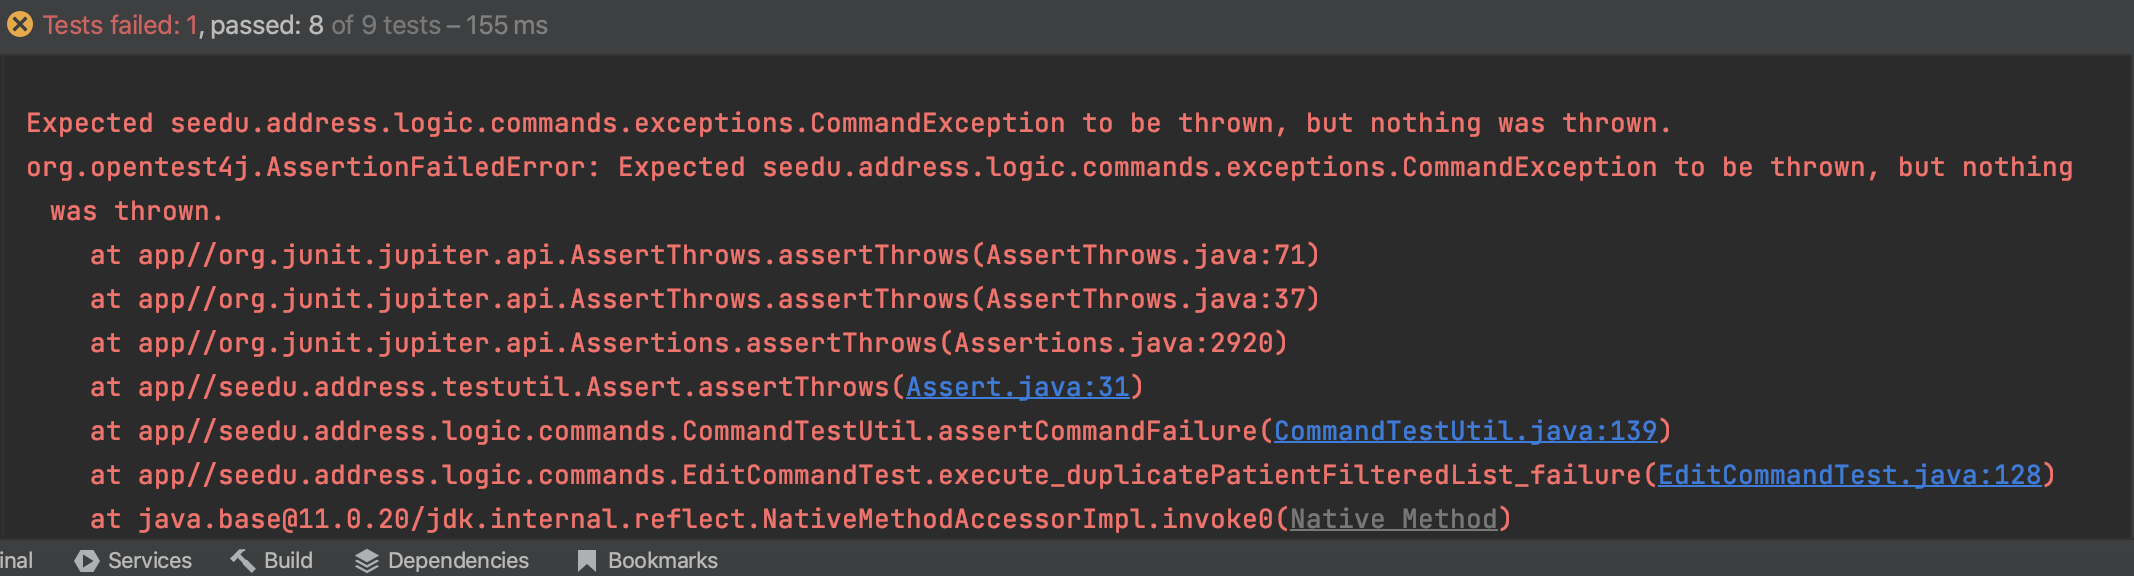 Tests failed: 1, passed: 8 of 9 tests – 155 ms
Expected seedu.address.logic.commands.exceptions.CommandException to be thrown, but nothing was thrown.
org.opentest4j.AssertionFailedError: Expected seedu.address.logic.commands.exceptions.CommandException to be thrown, but nothing
was thrown.
at app//org.junit.jupiter.api.AssertThrows.assertThrows(AssertThrows.java:71)
at app//org.junit.jupiter.api.AssertThrows.assertThrows(AssertThrows.java:37)
at app//org.junit.jupiter.api.Assertions.assertThrows(Assertions.java:2920)
at app//seedu.address.testutil.Assert.assertThrows(Assert.java:31)
at app//seedu.address.logic.commands.CommandTestUtil.assertCommandFailure(CommandTestUtil.java:139)
at app//seedu.address.logic.commands.EditCommandTest.execute_duplicatePatientFilteredList_failure(EditCommandTest.java:128)
at java.base@11.0.20/jdk.internal.reflect.NativeMethodAccessorImpl.invoke0(Native Method)
inal Services Build Dependencies Bookmarks